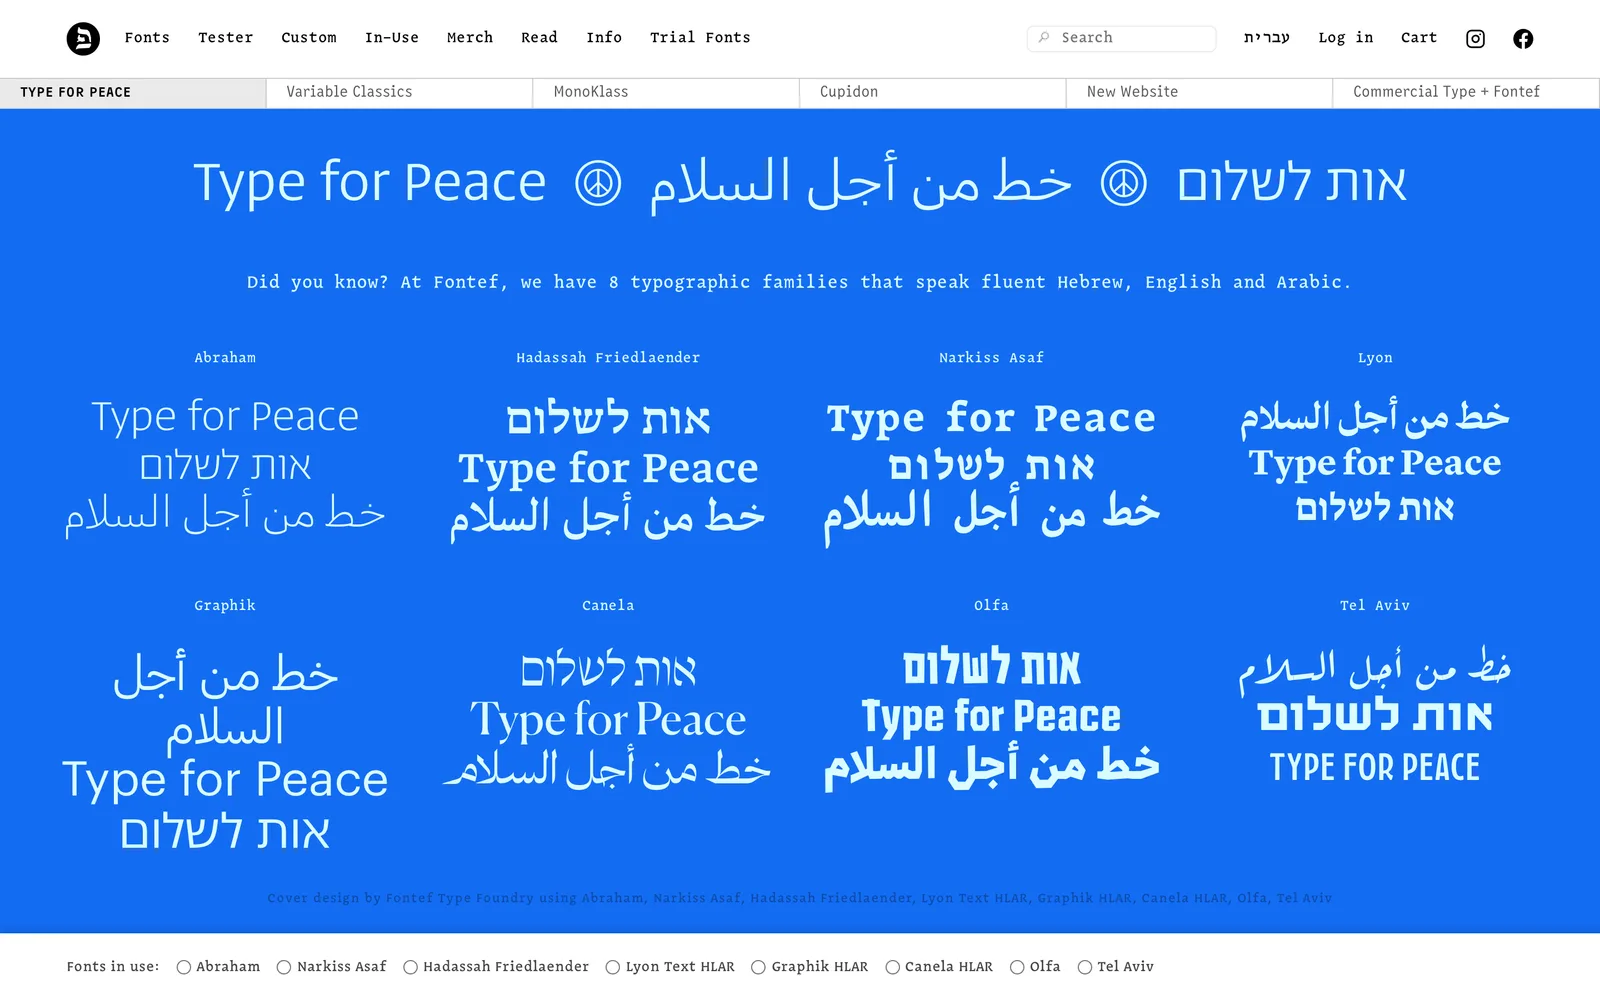 Fonts Tester Custom In-Use Merch Read Info Trial Fonts Search עברית Log in Cart
TYPE FOR PEACE Variable Classics MonoKlass Cupidon New Website Commercial Type + Fontef
Type for Peace خط من أجل السلام אות לשלום
Did you know? At Fontef, we have 8 typographic families that speak fluent Hebrew, English and Arabic.
Abraham
Type for Peace
אות לשלום
خط من أجل السلام
Hadassah Friedlaender
אות לשלום
Type for Peace
خط من أجل السلام
Narkiss Asaf
Type for Peace
אות לשלום
خط من أجل السلام
Lyon
خط من أجل السلام
Type for Peace
אות לשלום
Graphik
خط من أجل
السلام
Type for Peace
אות לשלום
Canela
אות לשלום
Type for Peace
خط من أجل السلام
Olfa
אות לשלום
Type for Peace
خط من أجل السلام
Tel Aviv
خط من أجل السلام
אות לשלום
TYPE FOR PEACE
Cover design by Fontef Type Foundry using Abraham, Narkiss Asaf, Hadassah Friedlaender, Lyon Text HLAR, Graphik HLAR, Canela HLAR, Olfa, Tel Aviv
Fonts in use: Abraham Narkiss Asaf Hadassah Friedlaender Lyon Text HLAR Graphik HLAR Canela HLAR Olfa Tel Aviv